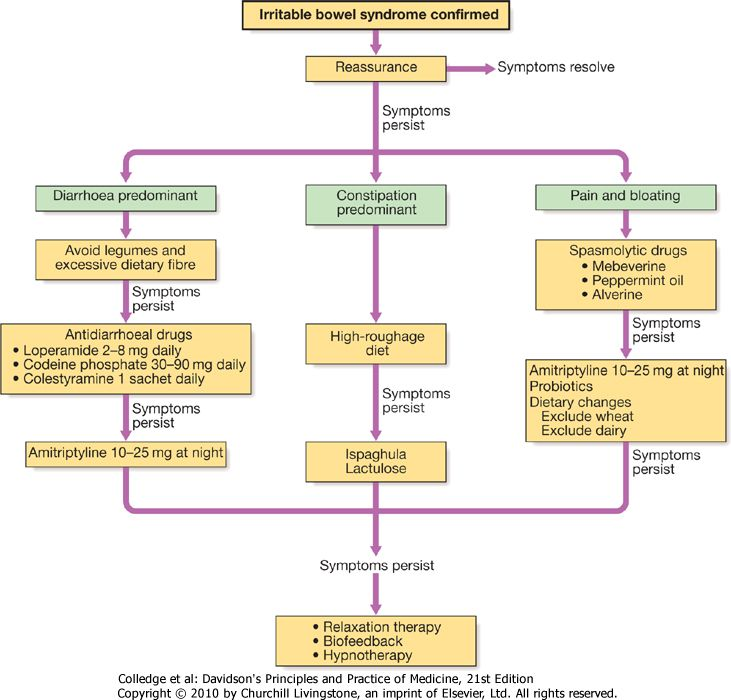 Irritable bowel syndrome confirmed
Reassurance
Symptoms resolve
Symptoms
persist
Diarrhoea predominant
Avoid legumes and
excessive dietary fibre
Symptoms
persist
Antidiarrhoeal drugs
• Loperamide 2–8 mg daily
• Codeine phosphate 30–90 mg daily
• Colestyramine 1 sachet daily
Symptoms
persist
Amitriptyline 10–25 mg at night
Constipation
predominant
High-roughage
diet
Symptoms
persist
Ispaghula
Lactulose
Pain and bloating
Spasmolytic drugs
• Mebeverine
• Peppermint oil
• Alverine
Symptoms
persist
Amitriptyline 10–25 mg at night
Probiotics
Dietary changes
Exclude wheat
Exclude dairy
Symptoms
persist
Symptoms persist
• Relaxation therapy
• Biofeedback
• Hypnotherapy
Colledge et al: Davidson's Principles and Practice of Medicine, 21st Edition
Copyright © 2010 by Churchill Livingstone, an imprint of Elsevier, Ltd. All rights reserved.